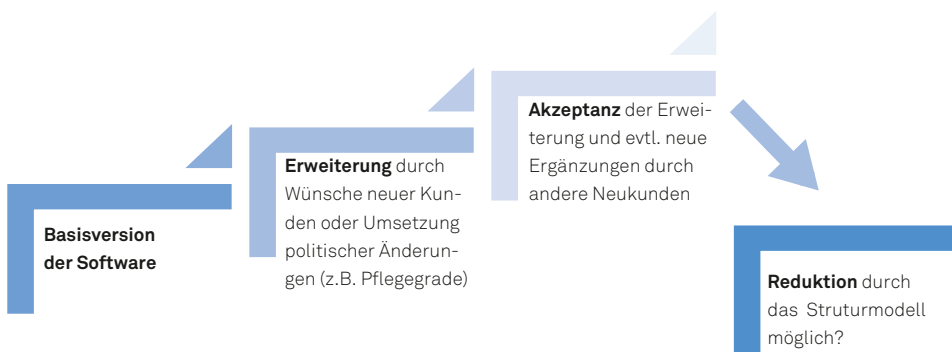 Basisversion
der Software
Erweiterung durch
Wünsche neuer Kun-
den oder Umsetzung
politischer Änderun-
gen (z.B. Pflegegrade)
Akzeptanz der Erwei-
terung und evtl. neue
Ergänzungen durch
andere Neukunden
Reduktion durch
das Struturmodell
möglich?